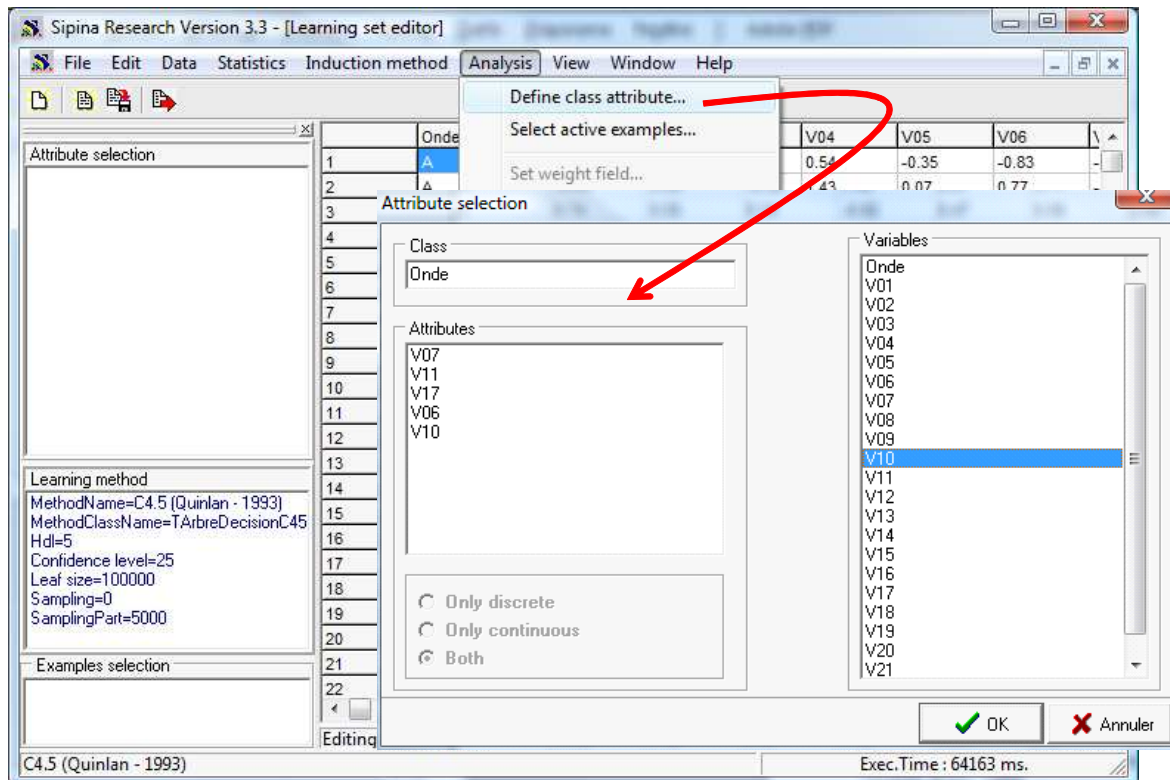 Sipina Research Version 3.3 - [Learning set editor]
File Edit Data Statistics Induction method Analysis View Window Help
Define class attribute...
Select active examples...
Set weight field...
Attribute selection
Onde V04 V05 V06
1 A 0.54 -0.35 -0.83
2 A 1.43 0.07 0.77
3
4
5
6
7
8
9
10
11
12
13
14
15
16
17
18
19
20
21
22
Editing
Learning method
MethodName=C4.5 (Quinlan - 1993)
MethodClassName=TArbreDecisionC45
Hdl=5
Confidence level=25
Leaf size=100000
Sampling=0
SamplingPart=5000
Examples selection
Attribute selection
Class
Onde
Attributes
V07
V11
V17
V06
V10
Only discrete
Only continuous
Both
Variables
Onde
V01
V02
V03
V04
V05
V06
V07
V08
V09
V10
V11
V12
V13
V14
V15
V16
V17
V18
V19
V20
V21
OK
Annuler
C4.5 (Quinlan - 1993)
Exec.Time : 64163 ms.